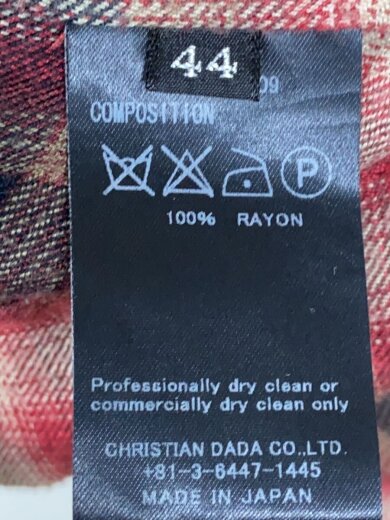 44
09
COMPOSITION
P
100% RAYON
Professionally dry clean or
commercially dry clean only
CHRISTIAN DADA CO.,LTD.
+81-3-6447-1445
MADE IN JAPAN